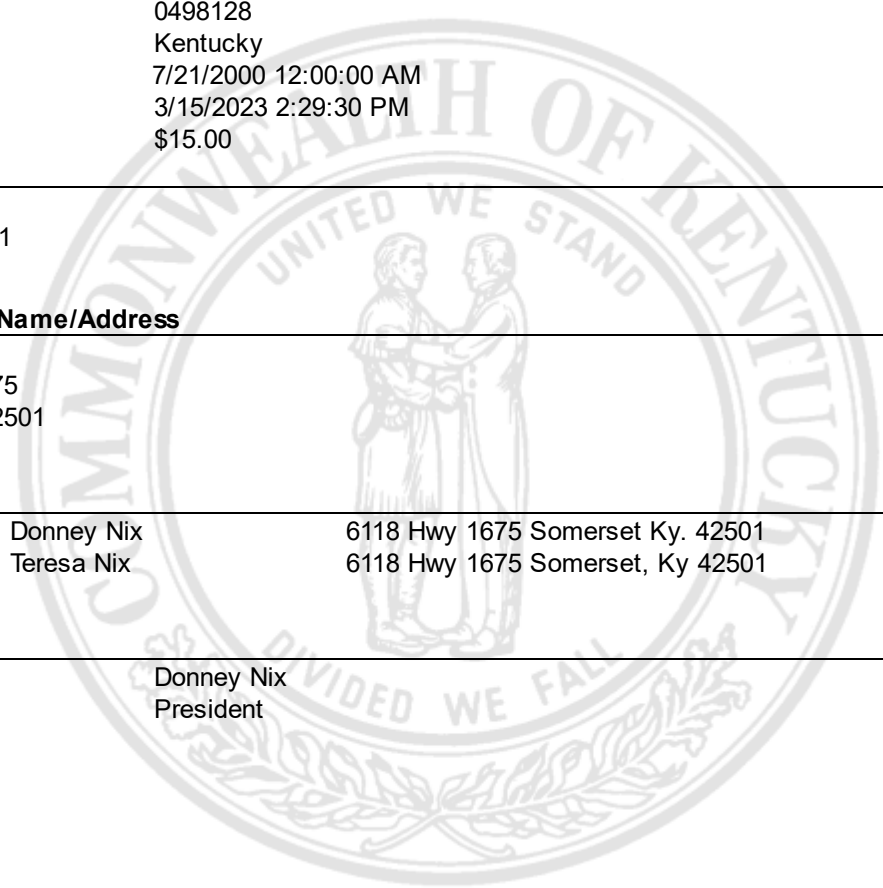 0498128
Kentucky
7/21/2000 12:00:00 AM
3/15/2023 2:29:30 PM
$15.00
1
Name/Address
75
2501
Donney Nix 6118 Hwy 1675 Somerset Ky. 42501
Teresa Nix 6118 Hwy 1675 Somerset, Ky 42501
Donney Nix
President
COMMONWEALTH OF KENTUCKY
UNITED WE STAND
DIVIDED WE FALL